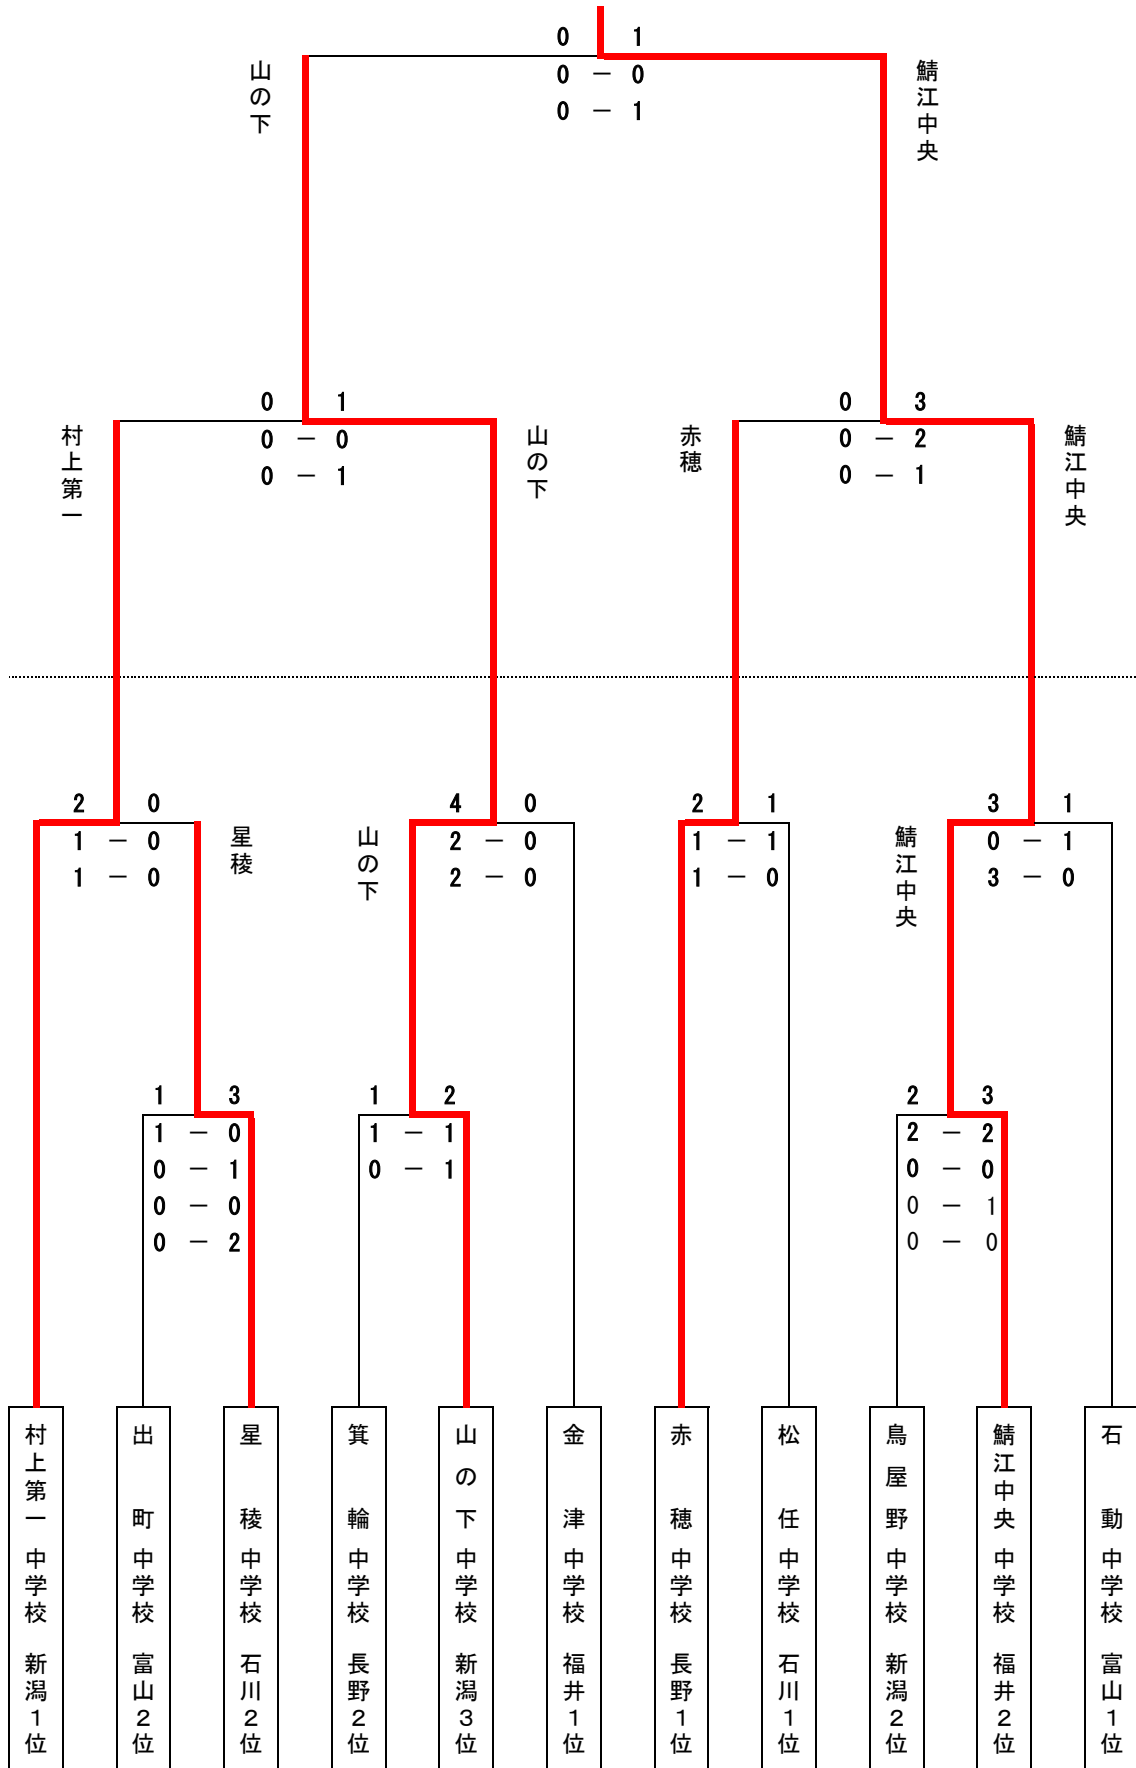 0 1
0 － 0
0 － 1
山の下
鯖江中央
0 1
0 － 0
0 － 1
村上第一
山の下
0 3
0 － 2
0 － 1
赤穂
鯖江中央
2 0
1 － 0
1 － 0
星稜
4 0
2 － 0
2 － 0
山の下
2 1
1 － 1
1 － 0
3 1
0 － 1
3 － 0
鯖江中央
1 3
1 － 0
0 － 1
0 － 0
0 － 2
1 2
1 － 1
0 － 1
2 3
2 － 2
0 － 0
0 － 1
0 － 0
村上第一 中学校 新潟１位
出町 中学校 富山２位
星稜 中学校 石川２位
箕輪 中学校 長野２位
山の下 中学校 新潟３位
金津 中学校 福井１位
赤穂 中学校 長野１位
松任 中学校 石川１位
鳥屋野 中学校 新潟２位
鯖江中央 中学校 福井２位
石動 中学校 富山１位